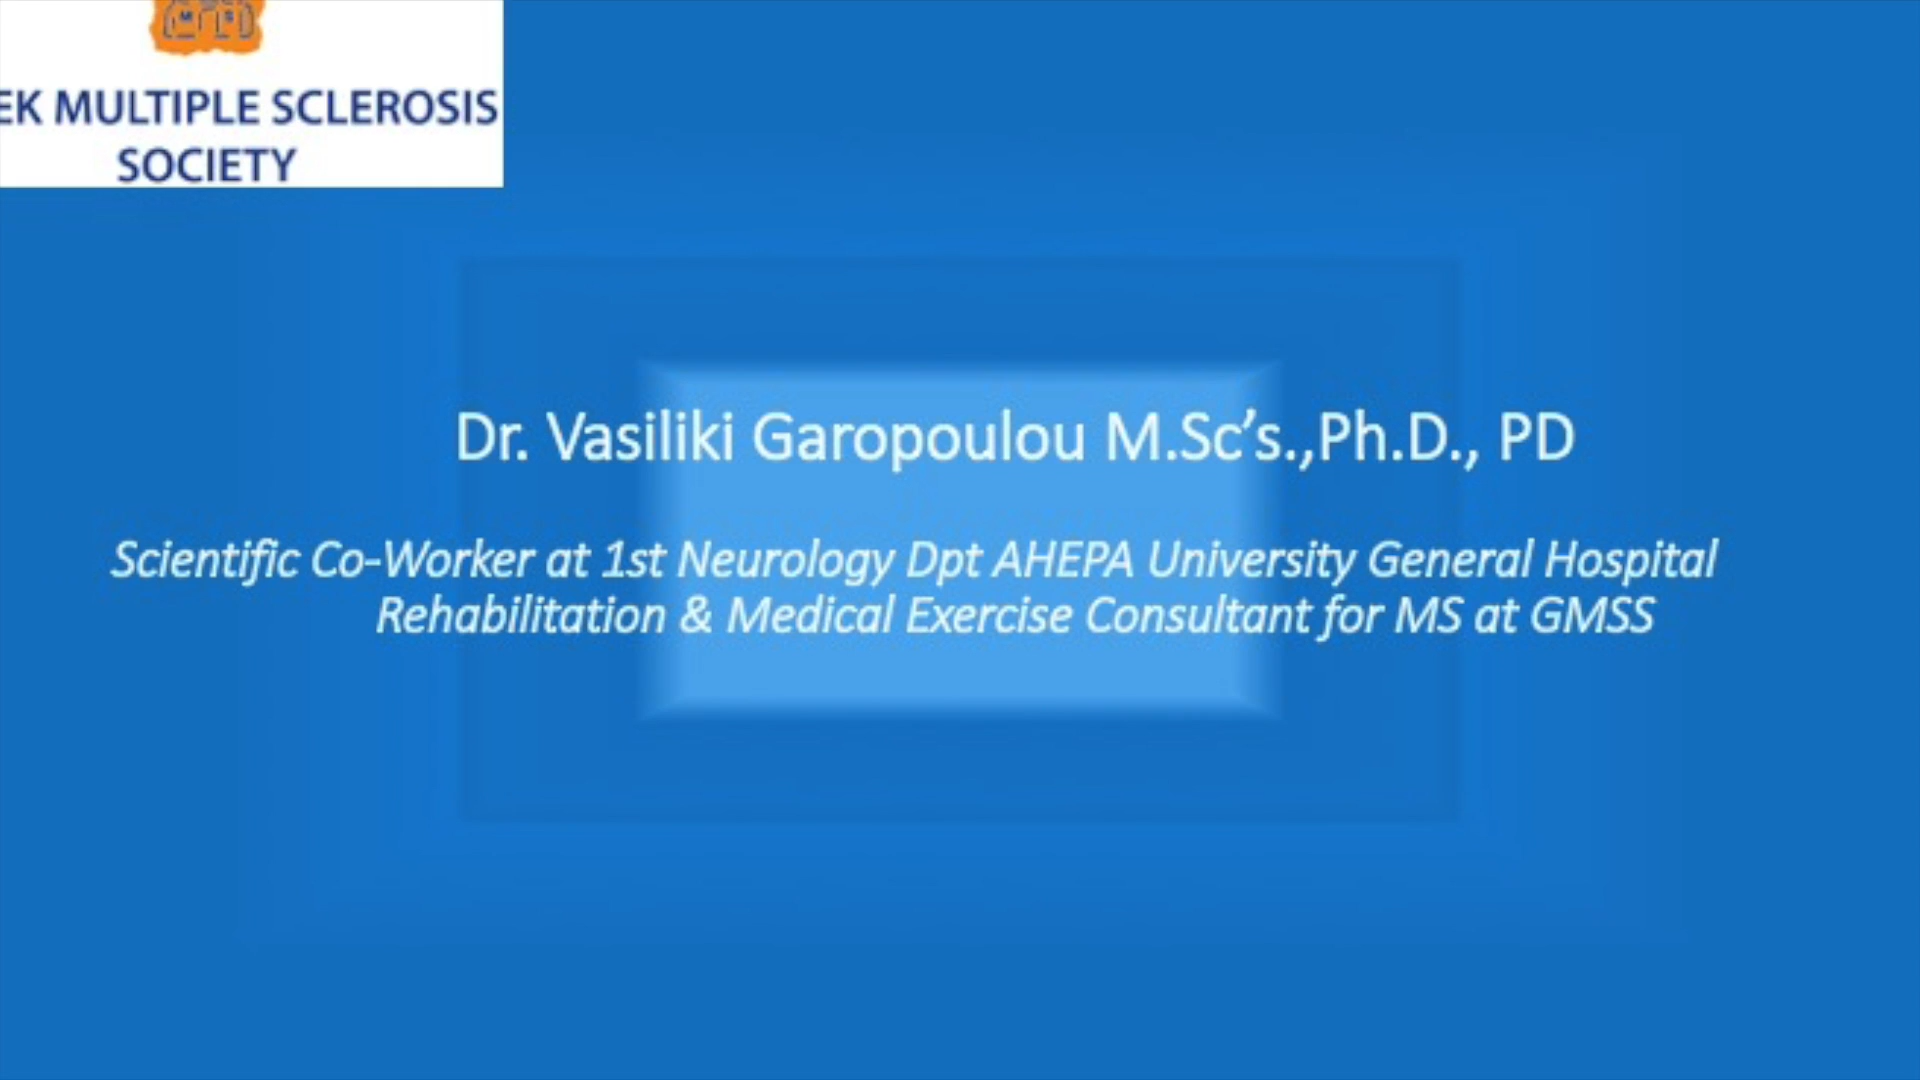 EK MULTIPLE SCLEROSIS
SOCIETY
Dr. Vasiliki Garopoulou M.Sc’s.,Ph.D., PD
Scientific Co-Worker at 1st Neurology Dpt AHEPA University General Hospital
Rehabilitation & Medical Exercise Consultant for MS at GMSS